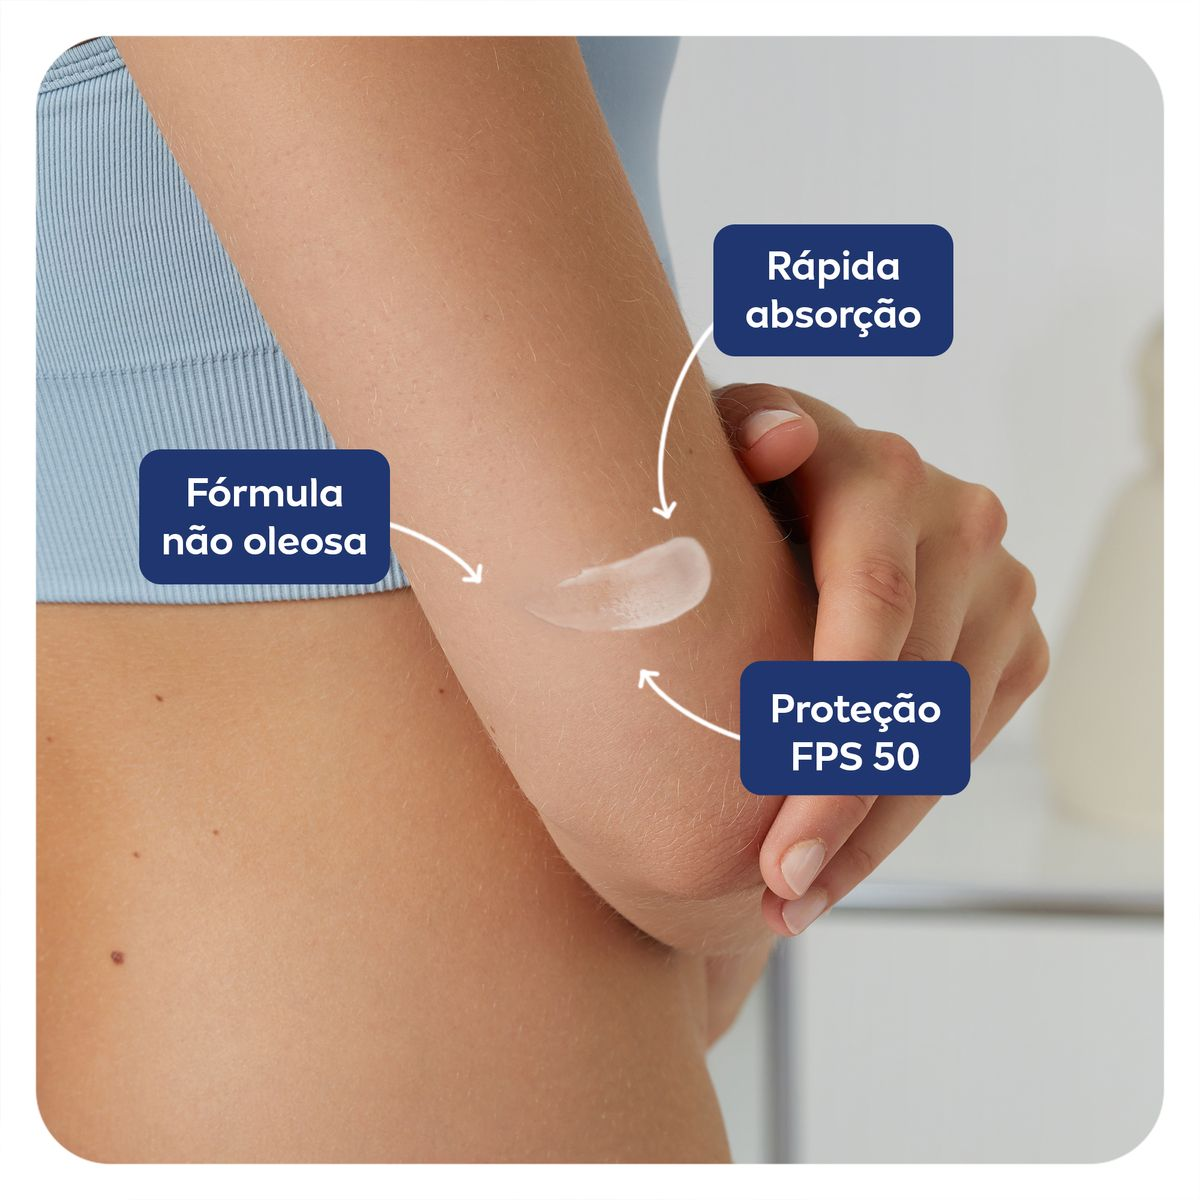 Rápida
absorção
Fórmula
não oleosa
Proteção
FPS 50